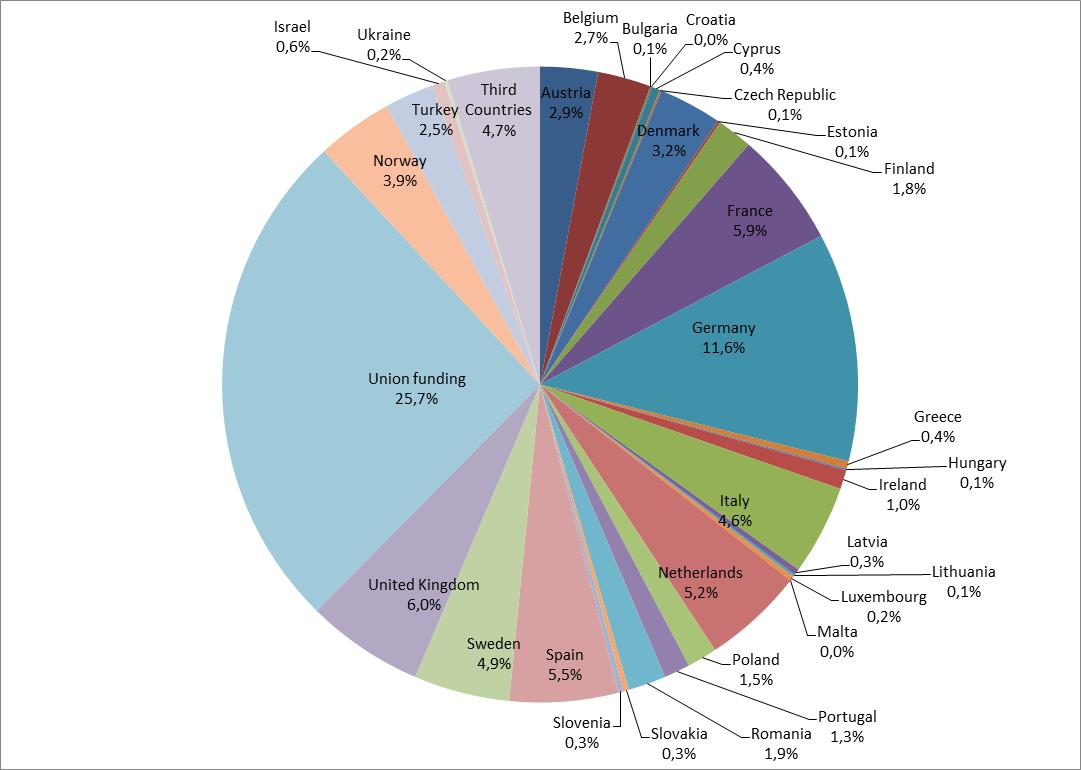 Israel
0,6%
Ukraine
0,2%
Third
Countries
4,7%
Austria
2,9%
Belgium
2,7%
Bulgaria
0,1%
Croatia
0,0%
Cyprus
0,4%
Czech Republic
0,1%
Denmark
3,2%
Estonia
0,1%
Finland
1,8%
France
5,9%
Germany
11,6%
Greece
0,4%
Hungary
0,1%
Ireland
1,0%
Italy
4,6%
Latvia
0,3%
Lithuania
0,1%
Luxembourg
0,2%
Malta
0,0%
Netherlands
5,2%
Poland
1,5%
Portugal
1,3%
Romania
1,9%
Slovakia
0,3%
Slovenia
0,3%
Spain
5,5%
Sweden
4,9%
United Kingdom
6,0%
Union funding
25,7%
Norway
3,9%
Turkey
2,5%